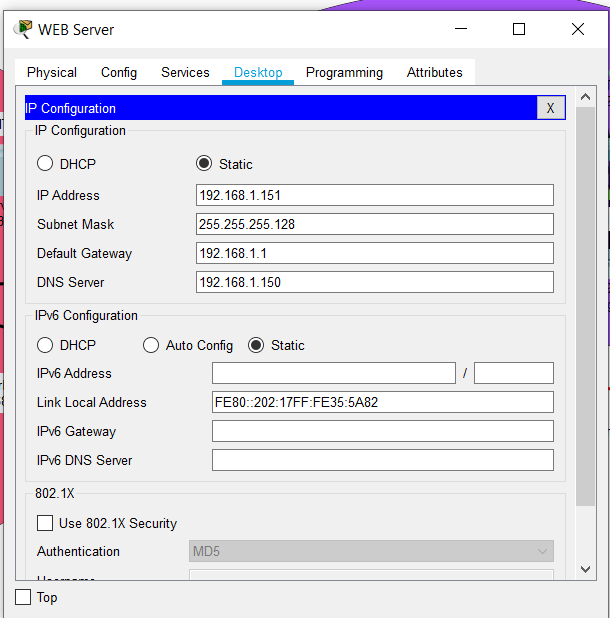 WEB Server
Physical Config Services Desktop Programming Attributes
IP Configuration X
IP Configuration
DHCP Static
IP Address 192.168.1.151
Subnet Mask 255.255.255.128
Default Gateway 192.168.1.1
DNS Server 192.168.1.150
IPv6 Configuration
DHCP Auto Config Static
IPv6 Address /
Link Local Address FE80::202:17FF:FE35:5A82
IPv6 Gateway
IPv6 DNS Server
802.1X
Use 802.1X Security
Authentication MD5
Username
Top